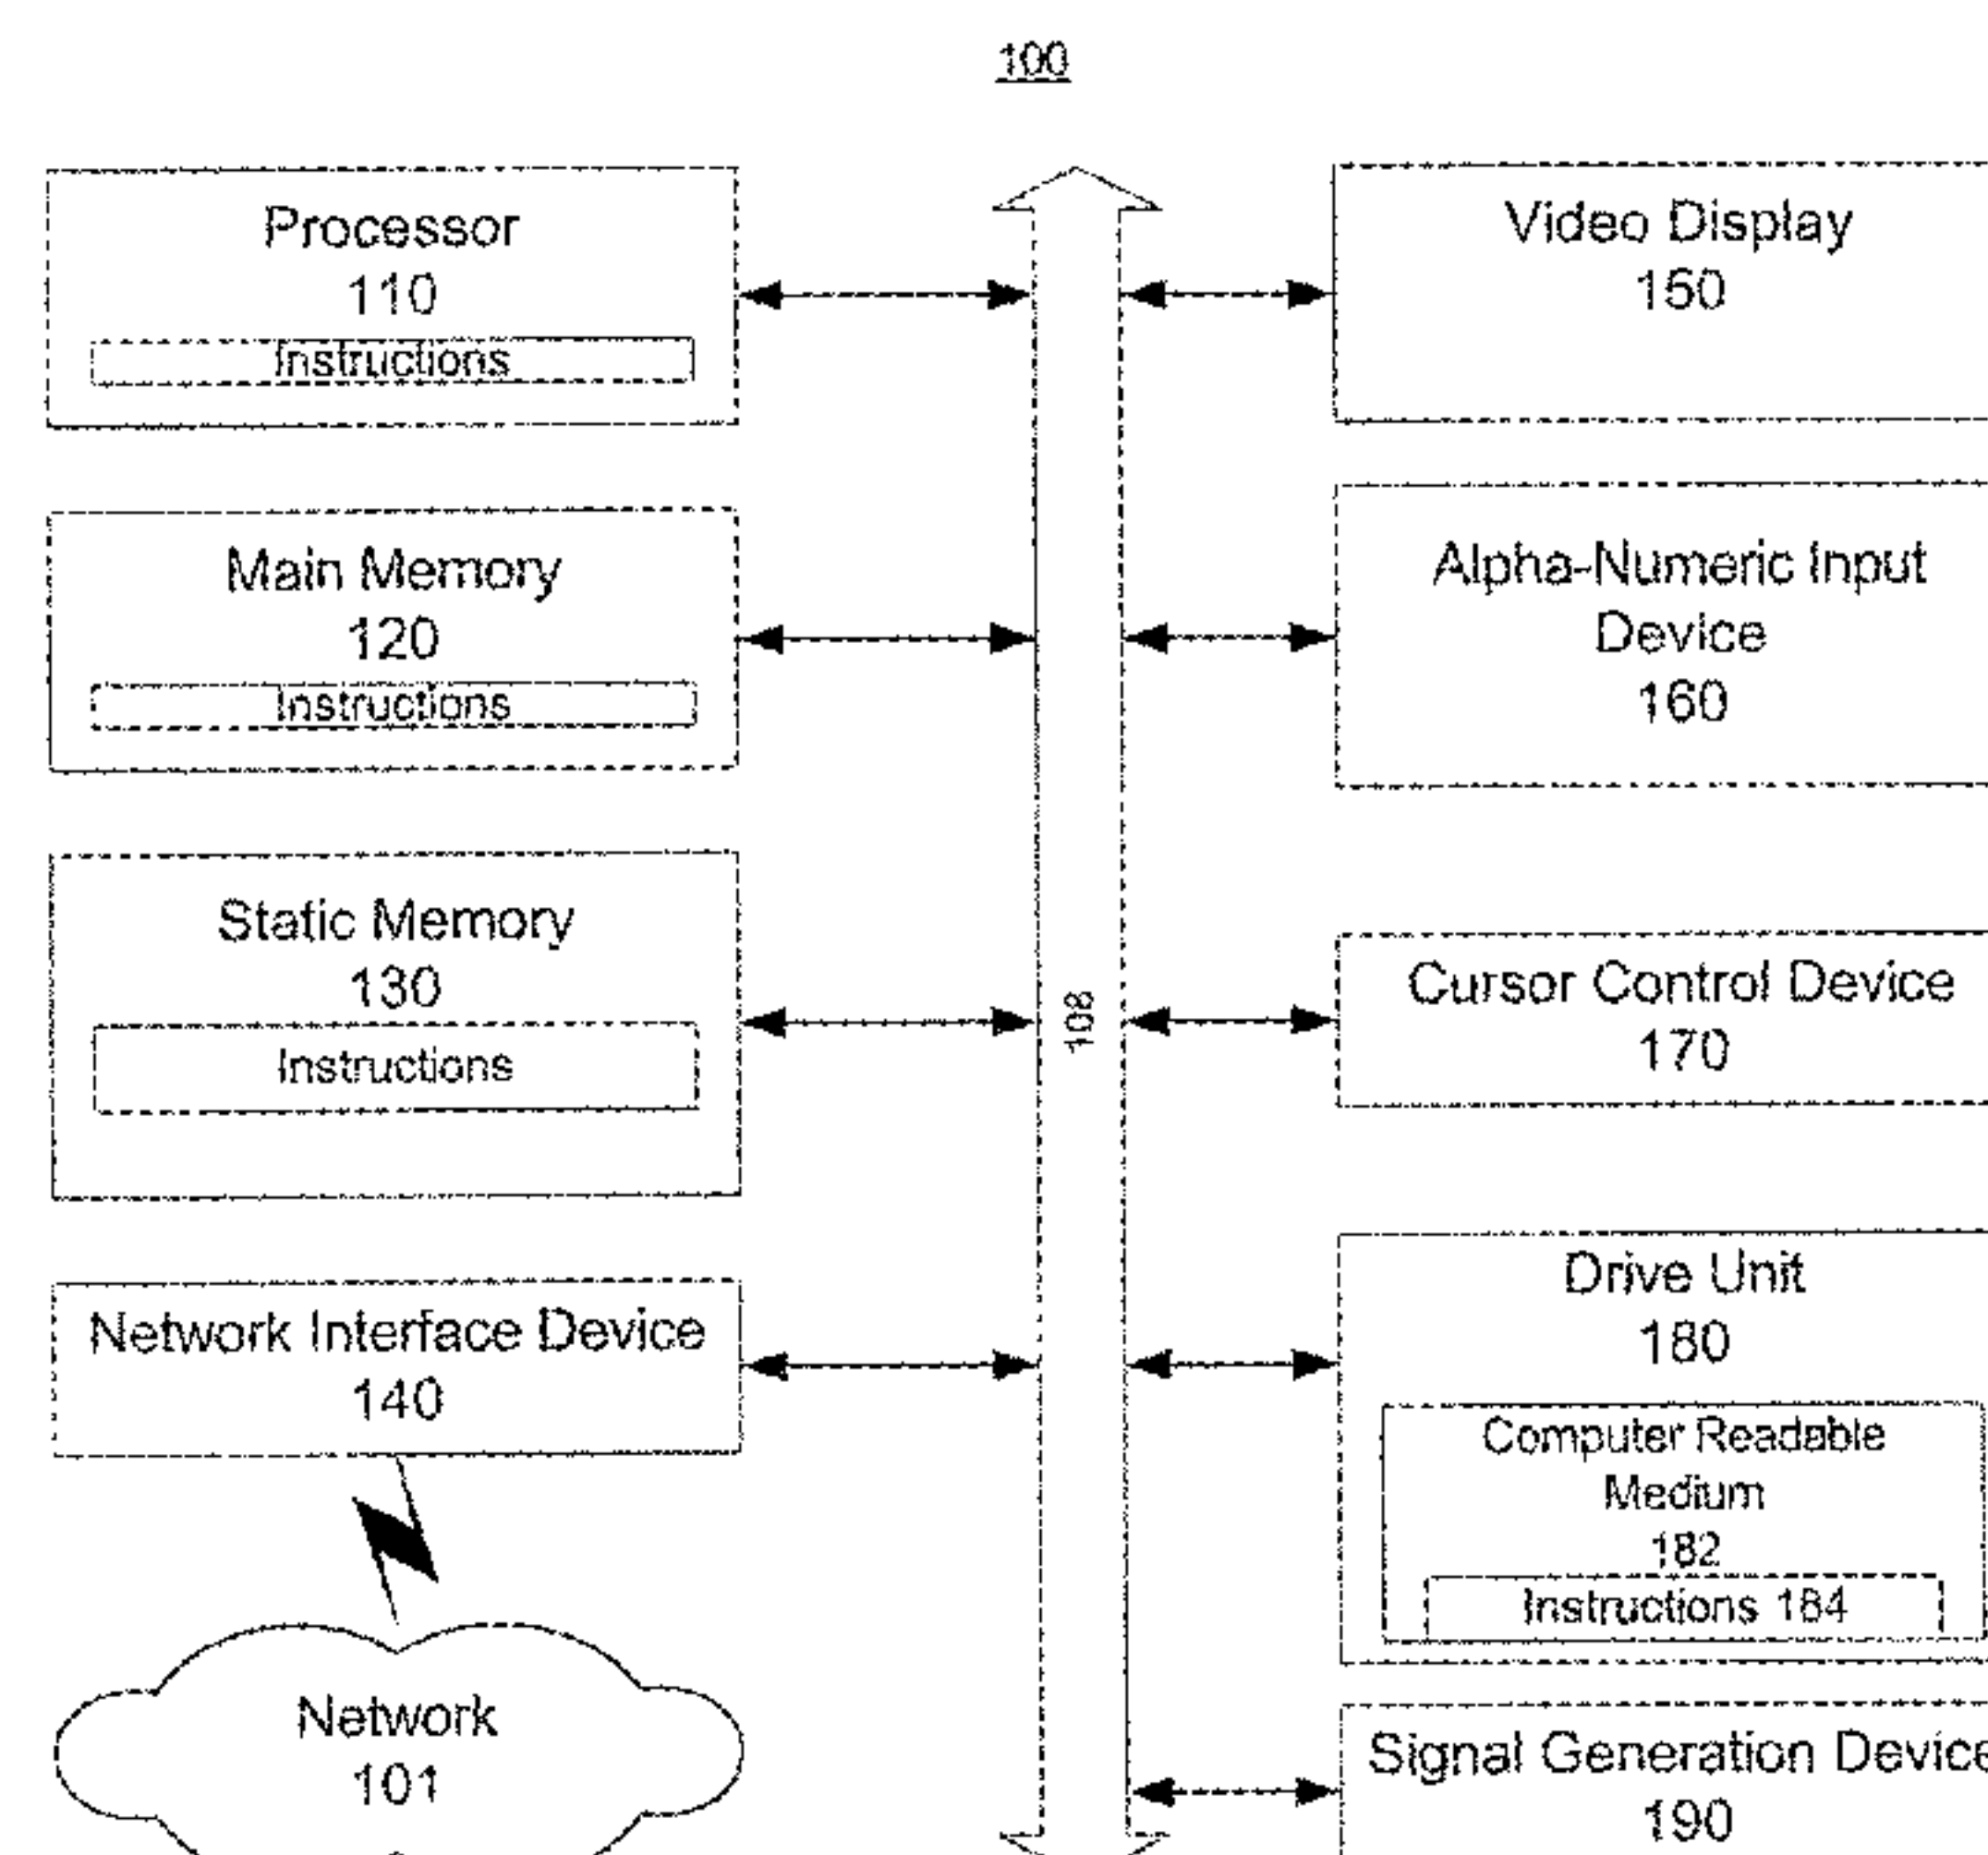 100
Processor
110
Instructions
Main Memory
120
Instructions
Static Memory
130
Instructions
Network Interface Device
140
Network
101
108
Video Display
150
Alpha-Numeric Input
Device
160
Cursor Control Device
170
Drive Unit
180
Computer Readable
Medium
182
Instructions 184
Signal Generation Device
190